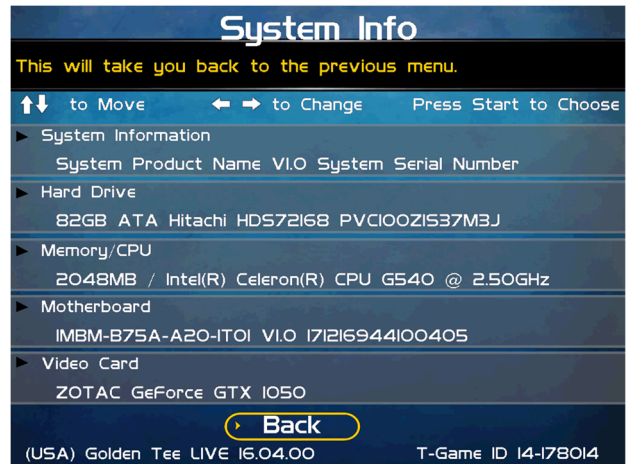 System Info
This will take you back to the previous menu.
to Move to Change Press Start to Choose
System Information
System Product Name V1.0 System Serial Number
Hard Drive
82GB ATA Hitachi HDS72168 PVC100Z1S37M3J
Memory/CPU
2048MB / Intel(R) Celeron(R) CPU G540 @ 2.50GHz
Motherboard
IMBM-B75A-A20-IT01 V1.0 171216944100405
Video Card
ZOTAC GeForce GTX 1050
Back
(USA) Golden Tee LIVE 16.04.00 T-Game ID 14-178014